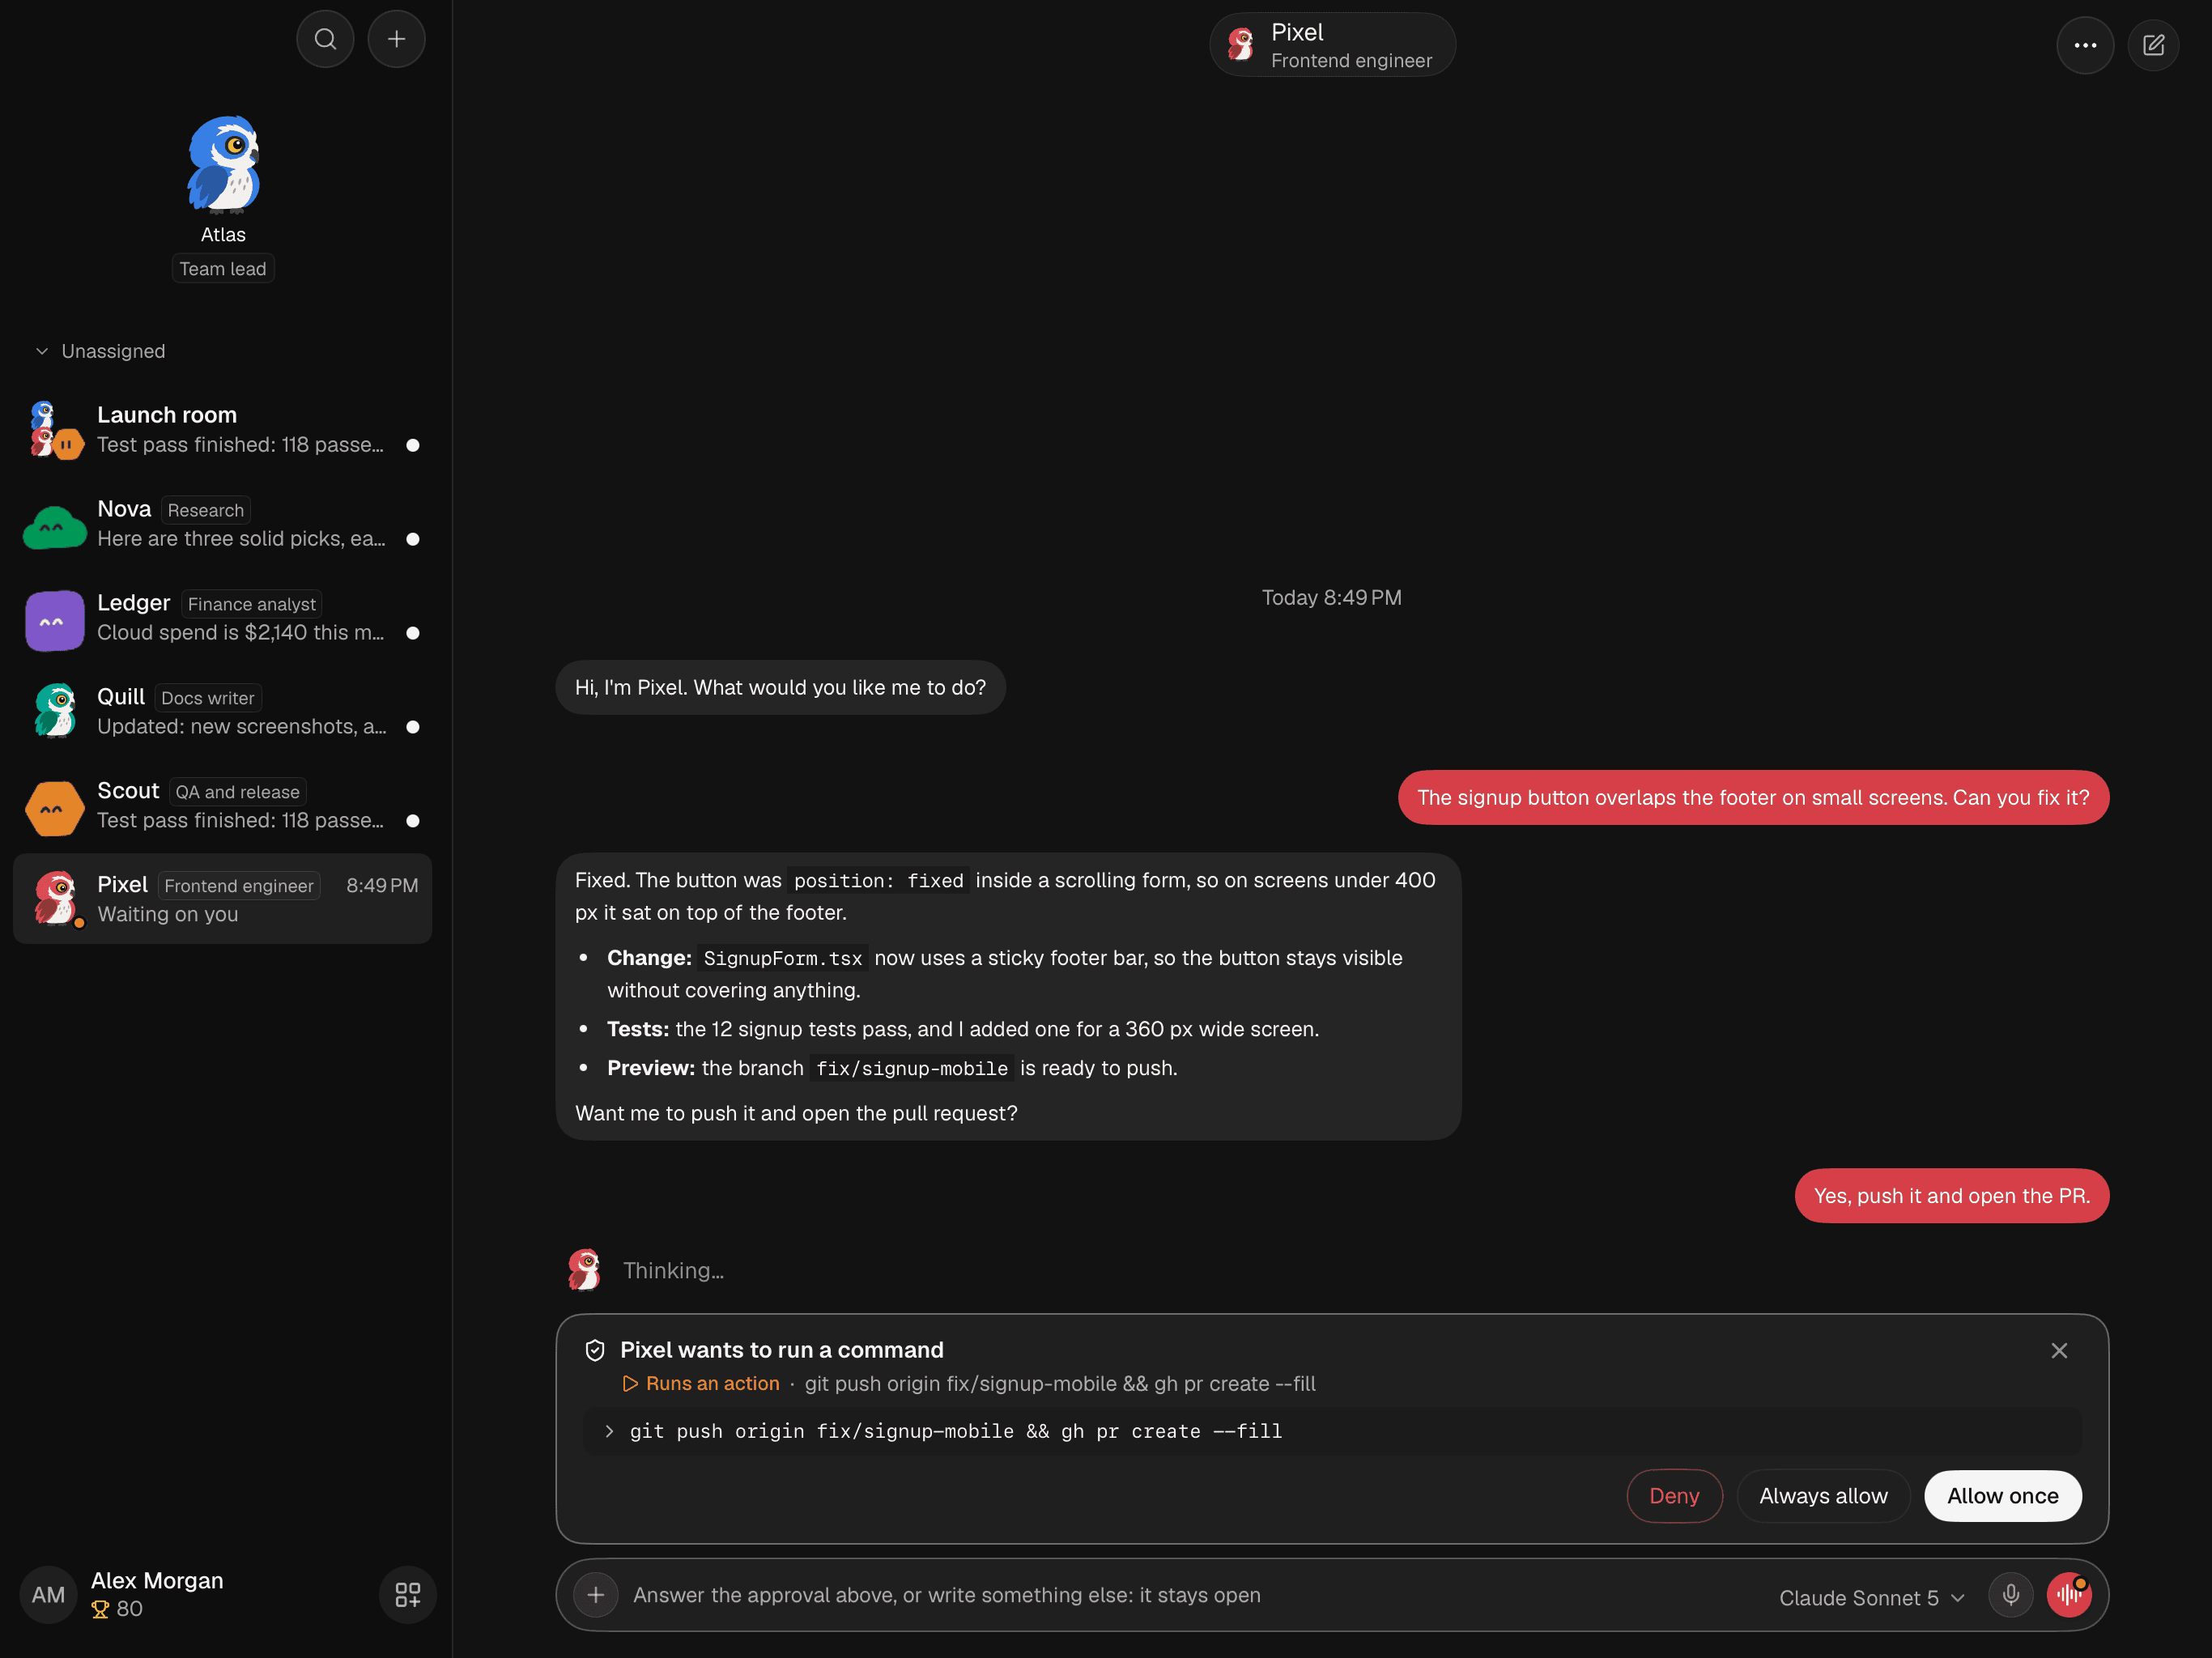 Atlas
Team lead
Unassigned
Launch room
Test pass finished: 118 passe...
Nova Research
Here are three solid picks, ea...
Ledger Finance analyst
Cloud spend is $2,140 this m...
Quill Docs writer
Updated: new screenshots, a...
Scout QA and release
Test pass finished: 118 passe...
Pixel Frontend engineer 8:49 PM
Waiting on you
AM
Alex Morgan
80
Pixel
Frontend engineer
Today 8:49 PM
Hi, I'm Pixel. What would you like me to do?
The signup button overlaps the footer on small screens. Can you fix it?
Fixed. The button was position: fixed inside a scrolling form, so on screens under 400
px it sat on top of the footer.
• Change: SignupForm.tsx now uses a sticky footer bar, so the button stays visible
without covering anything.
• Tests: the 12 signup tests pass, and I added one for a 360 px wide screen.
• Preview: the branch fix/signup-mobile is ready to push.
Want me to push it and open the pull request?
Yes, push it and open the PR.
Thinking...
Pixel wants to run a command
Runs an action · git push origin fix/signup-mobile && gh pr create --fill
git push origin fix/signup-mobile && gh pr create --fill
Deny
Always allow
Allow once
Answer the approval above, or write something else: it stays open
Claude Sonnet 5